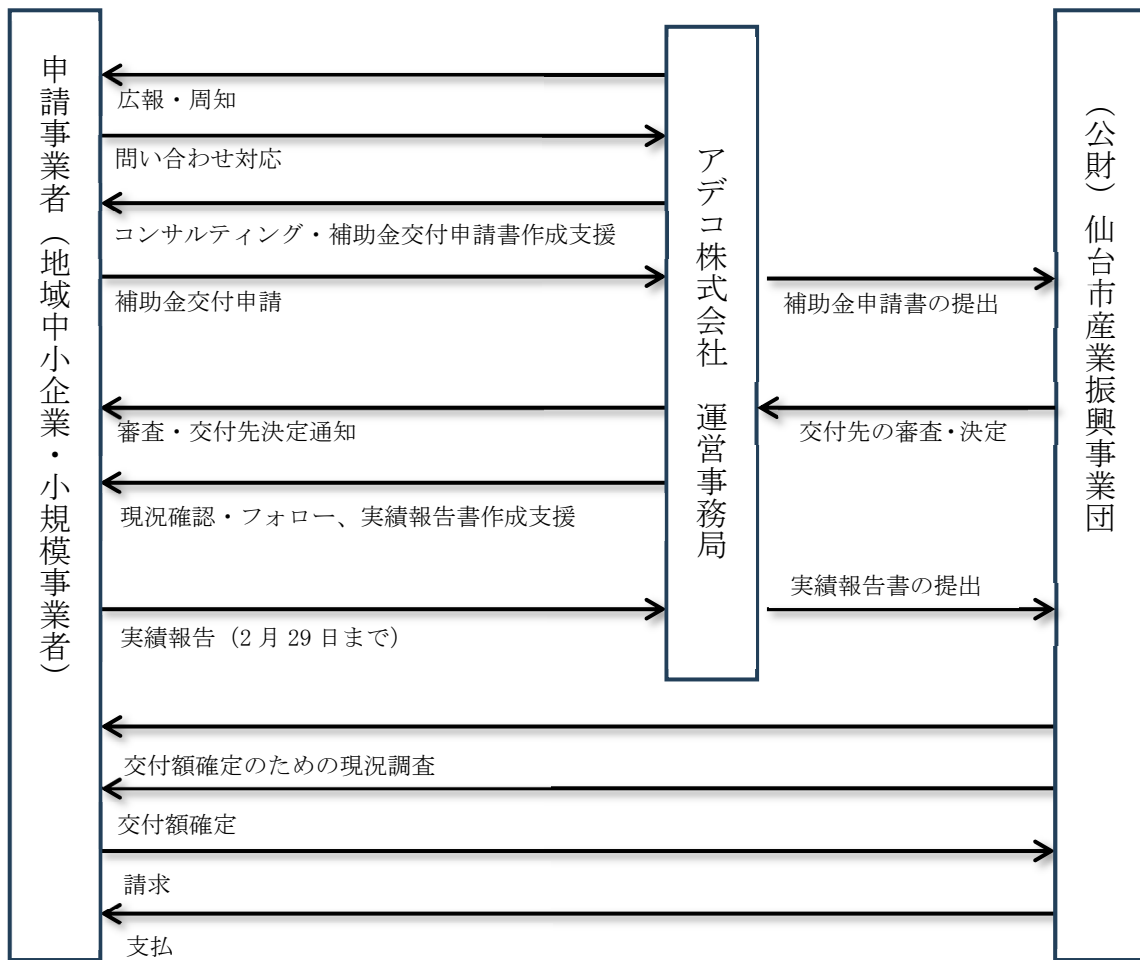 申請事業者（地域中小企業・小規模事業者）
アデコ株式会社　運営事務局
（公財）仙台市産業振興事業団
広報・周知
問い合わせ対応
コンサルティング・補助金交付申請書作成支援
補助金交付申請
補助金申請書の提出
審査・交付先決定通知
交付先の審査・決定
現況確認・フォロー、実績報告書作成支援
実績報告書の提出
実績報告（2 月 29 日まで）
交付額確定のための現況調査
交付額確定
請求
支払